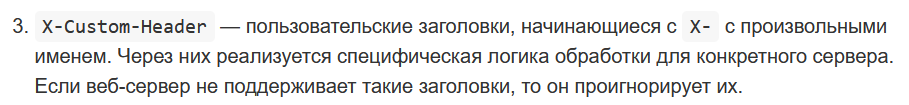 3. X-Custom-Header — пользовательские заголовки, начинающиеся с X- с произвольными
именем. Через них реализуется специфическая логика обработки для конкретного сервера.
Если веб-сервер не поддерживает такие заголовки, то он проигнорирует их.